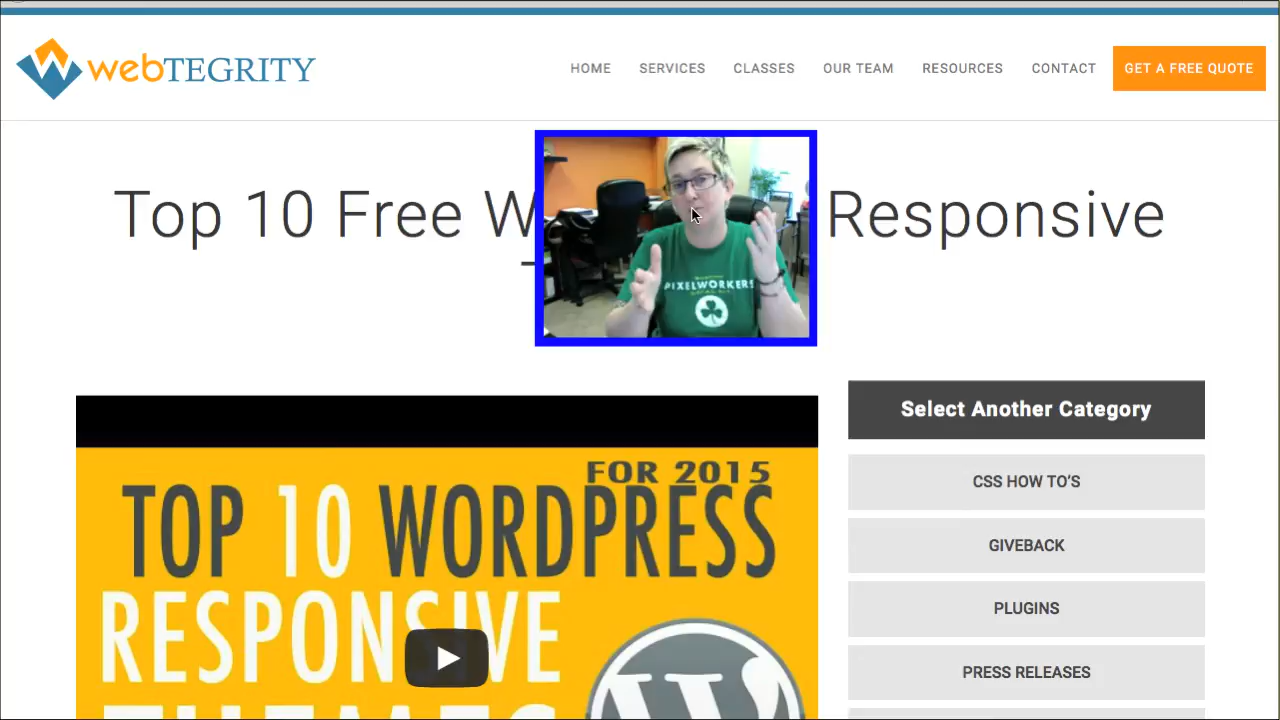 webTEGRITY
HOME SERVICES CLASSES OUR TEAM RESOURCES CONTACT GET A FREE QUOTE
Top 10 Free W Responsive
PIXELWORKERS
FOR 2015
TOP 10 WORDPRESS
RESPONSIVE
THEMES
Select Another Category
CSS HOW TO'S
GIVEBACK
PLUGINS
PRESS RELEASES